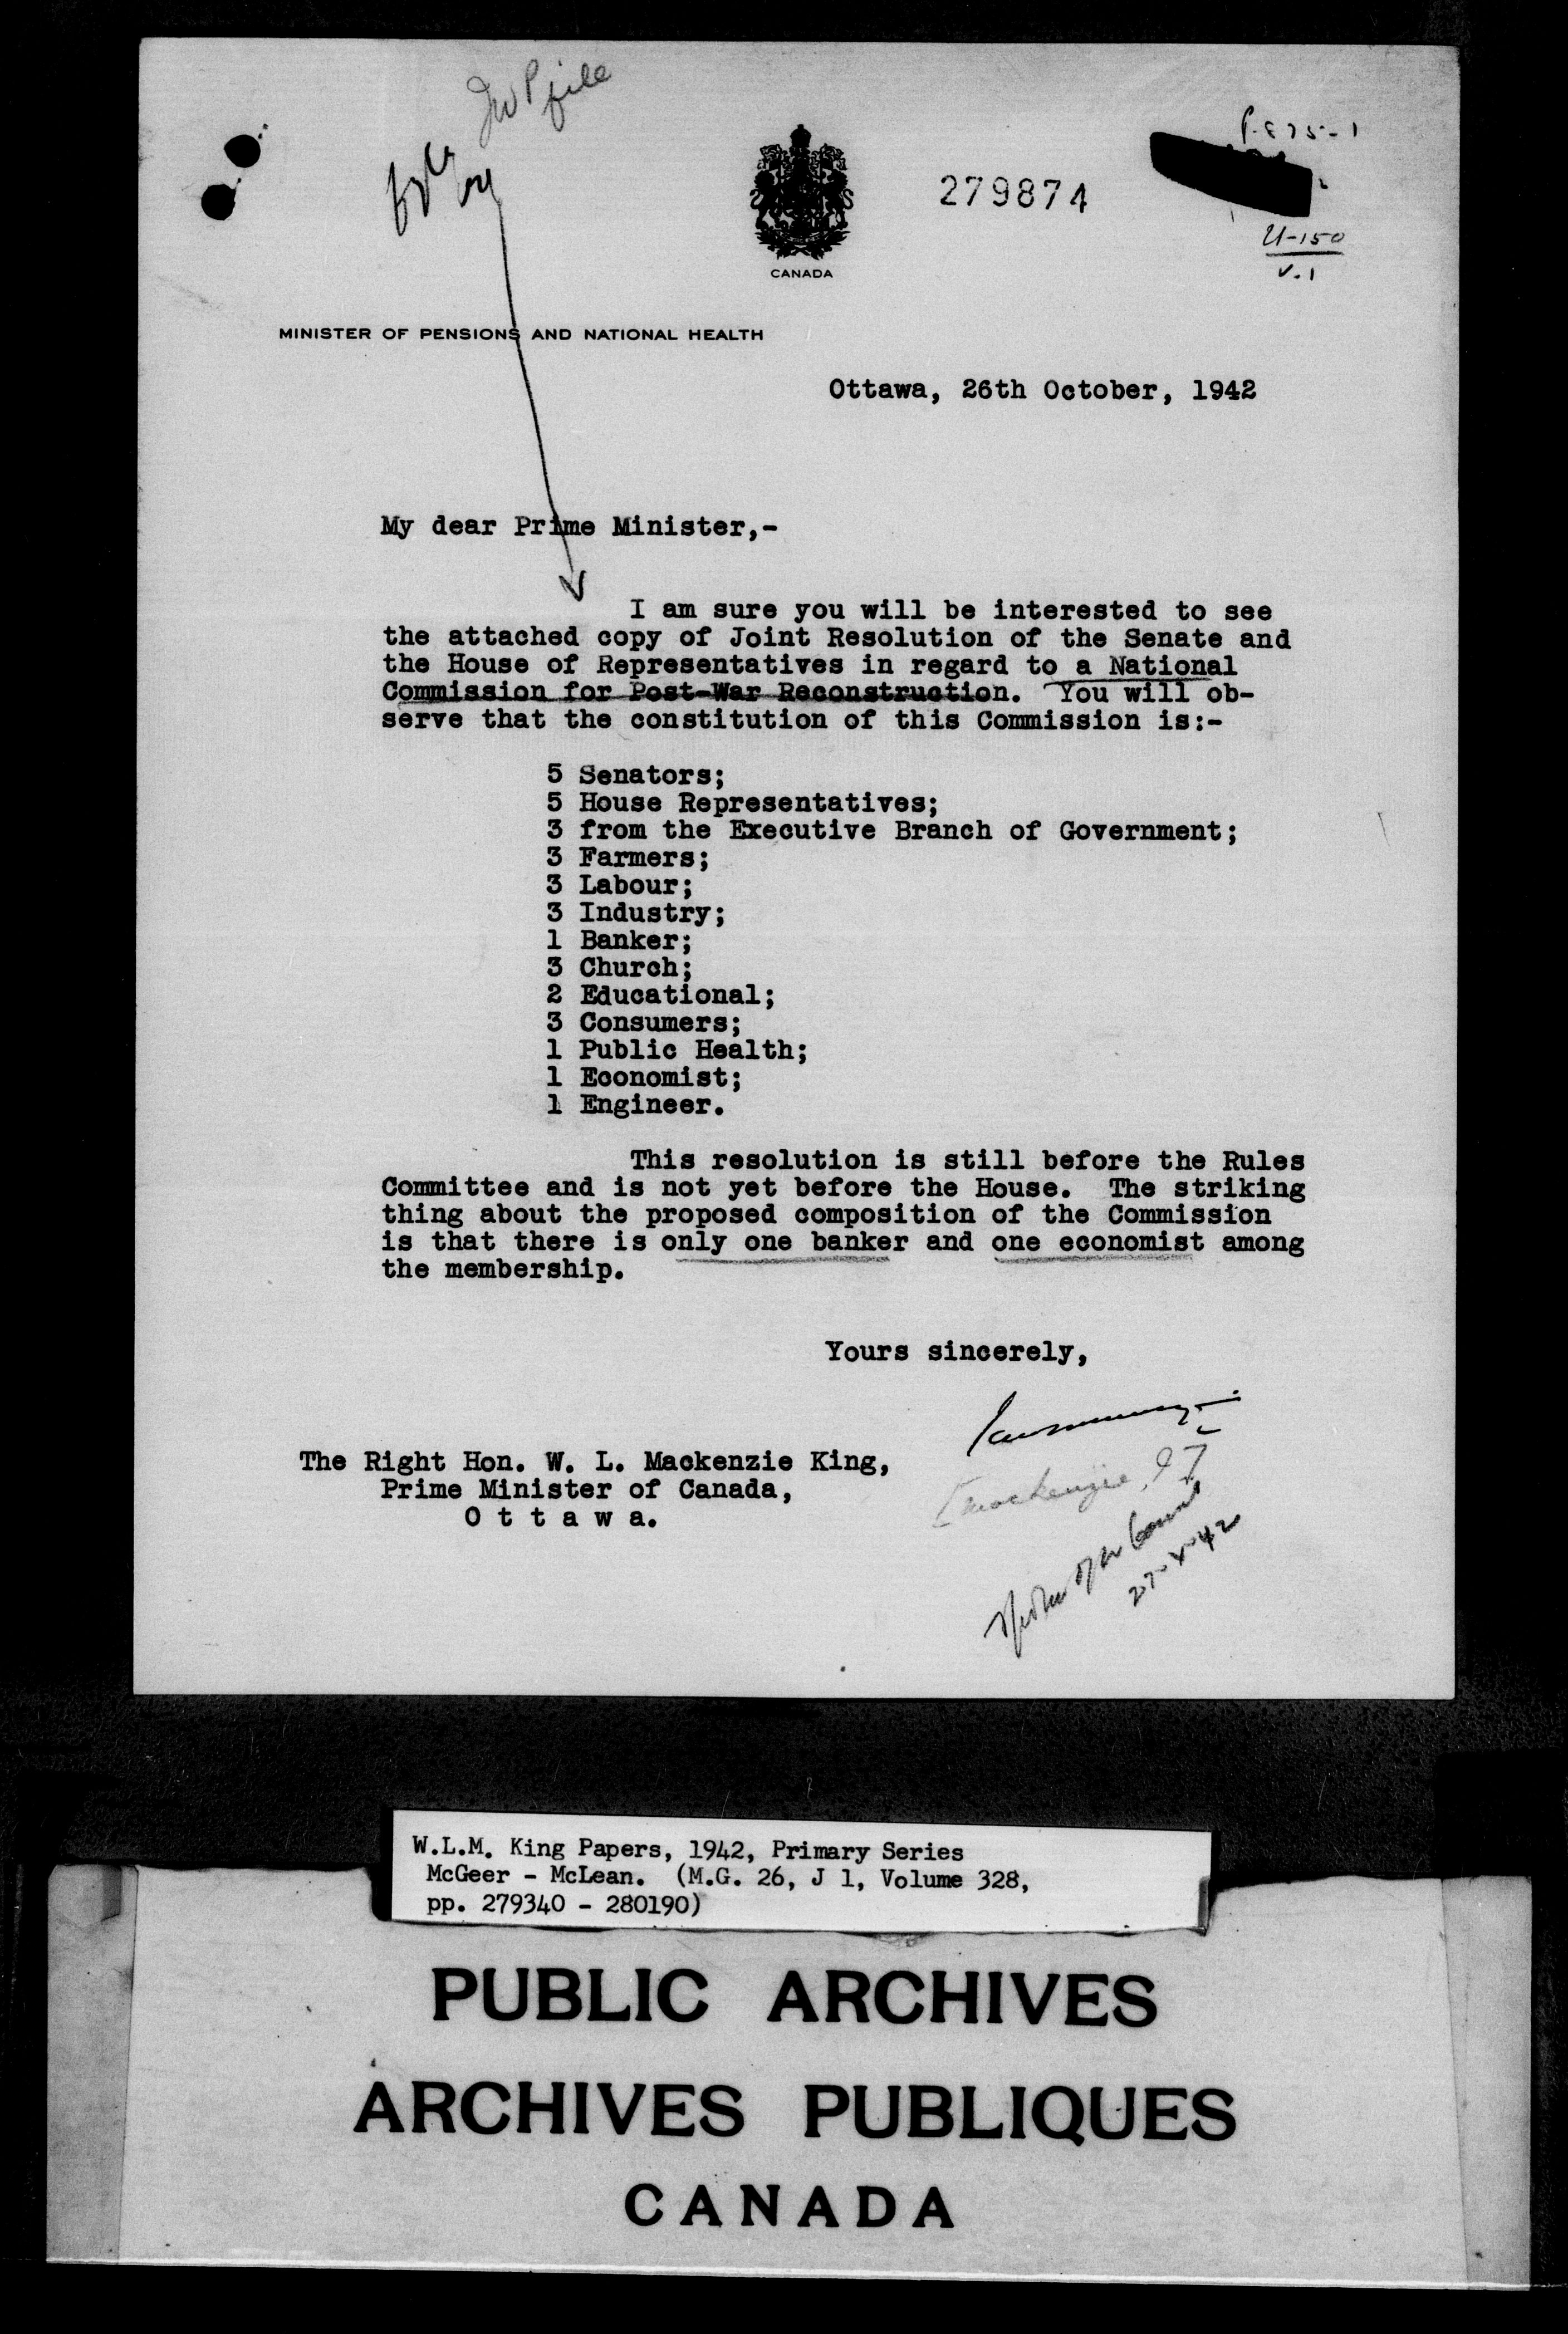 file
P.875-1
279874
U-150
v.1
CANADA
MINISTER OF PENSIONS AND NATIONAL HEALTH
Ottawa, 26th October, 1942
My dear Prime Minister,-
I am sure you will be interested to see
the attached copy of Joint Resolution of the Senate and
the House of Representatives in regard to a National
Commission for Post-War Reconstruction. You will ob-
serve that the constitution of this Commission is:-
5 Senators;
5 House Representatives;
3 from the Executive Branch of Government;
3 Farmers;
3 Labour;
3 Industry;
1 Banker;
3 Church;
2 Educational;
3 Consumers;
1 Public Health;
1 Economist;
1 Engineer.
This resolution is still before the Rules
Committee and is not yet before the House. The striking
thing about the proposed composition of the Commission
is that there is only one banker and one economist among
the membership.
Yours sincerely,
The Right Hon. W. L. Mackenzie King,
Prime Minister of Canada,
O t t a w a.
[Mackenzie, I]
27-X-42
W.L.M. King Papers, 1942, Primary Series
McGeer - McLean. (M.G. 26, J 1, Volume 328,
pp. 279340 - 280190)
PUBLIC ARCHIVES
ARCHIVES PUBLIQUES
CANADA